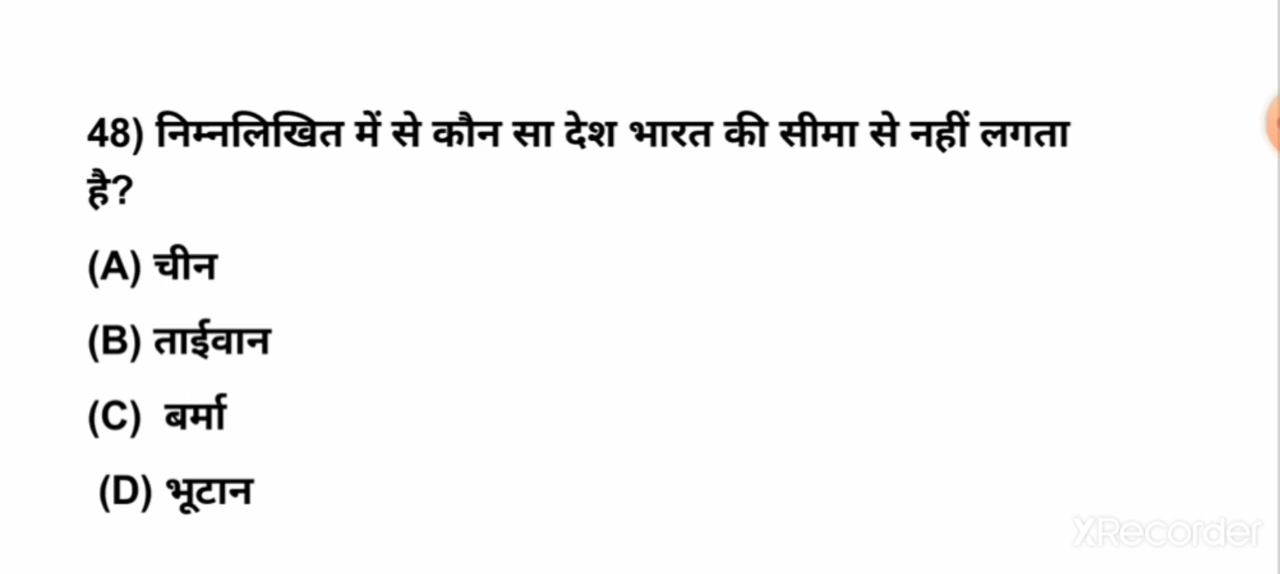 48) निम्नलिखित में से कौन सा देश भारत की सीमा से नहीं लगता
है?
(A) चीन
(B) ताईवान
(C) बर्मा
(D) भूटान
XRecorder